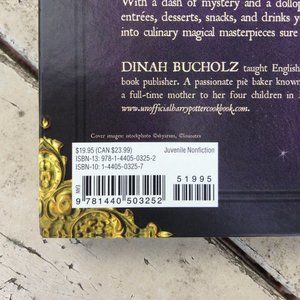 With a dash of mystery and a dollop
entrées, desserts, snacks, and drinks y
into culinary magical masterpieces sure
DINAH BUCHOLZ taught English
book publisher. A passionate pie baker known
a full-time mother to her four children in
www.unofficialharrypottercookbook.com.
Cover images: istockphoto ©
$19.95 (CAN $23.99)
Juvenile Nonfiction
ISBN-13: 978-1-4405-0325-2
ISBN-10: 1-4405-0325-7
51995
9 781440 503252